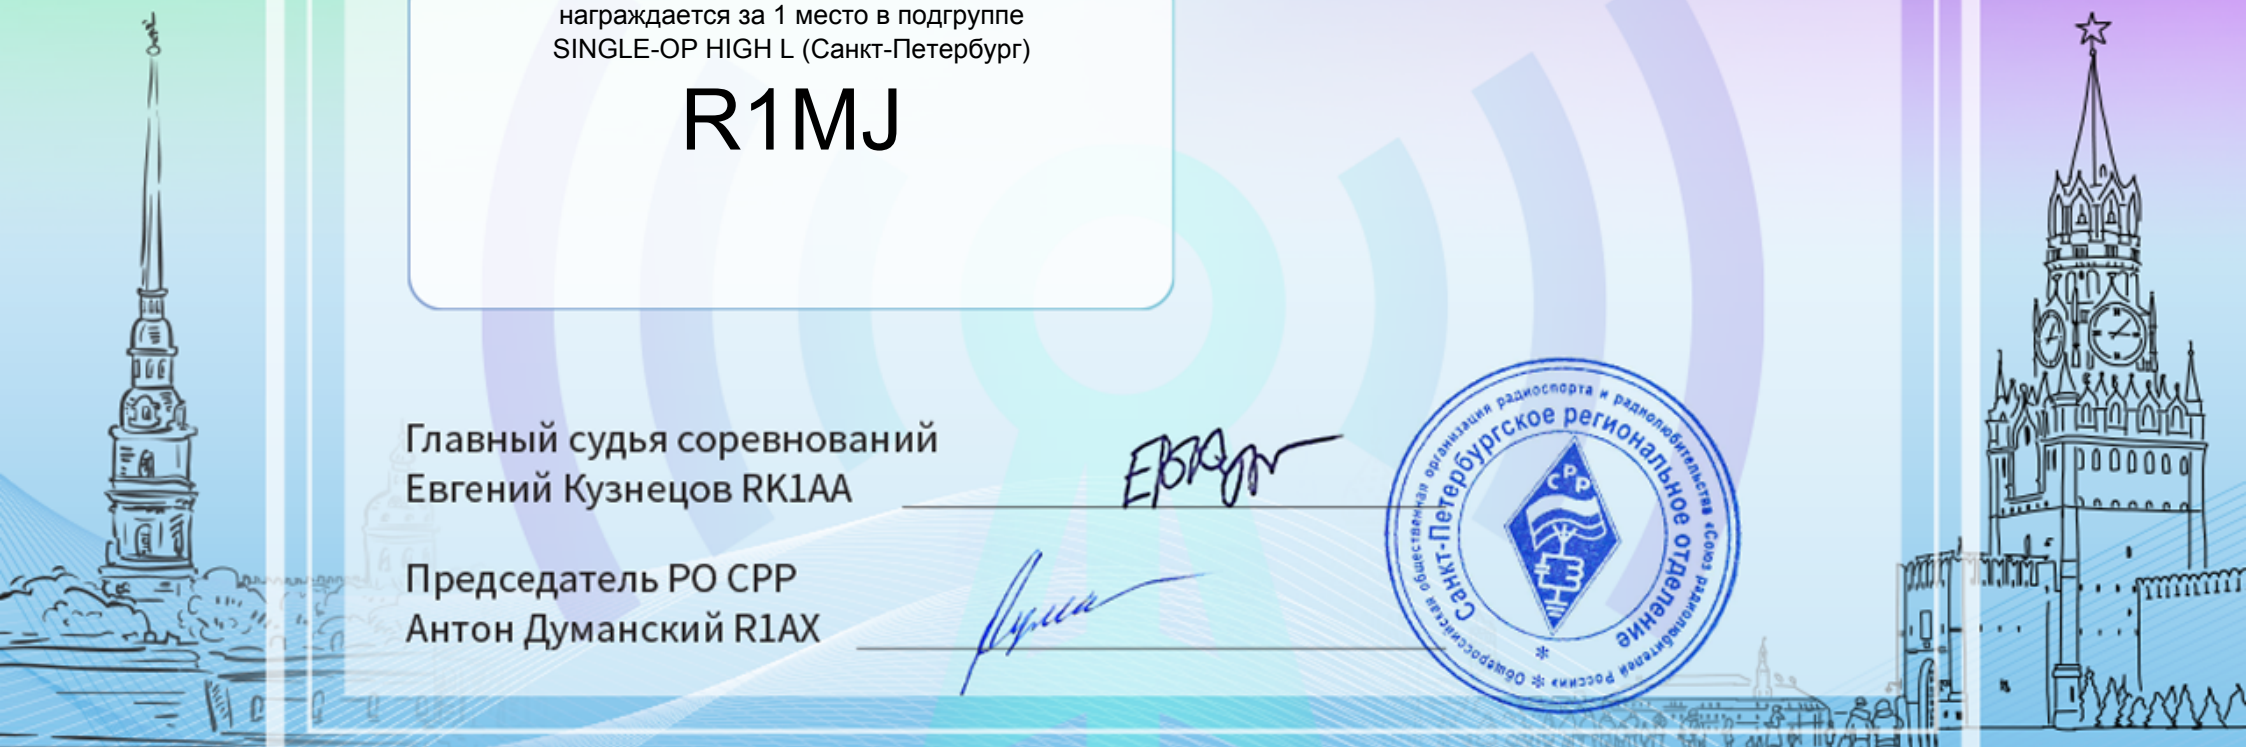 награждается за 1 место в подгруппе
SINGLE-OP HIGH L (Санкт-Петербург)
R1MJ
Главный судья соревнований
Евгений Кузнецов RK1AA
Председатель РО СРР
Антон Думанский R1AX
Общероссийская общественная организация радиоспорта и радиолюбительства «Союз радиолюбителей России» *
Санкт-Петербургское региональное отделение *
СРР